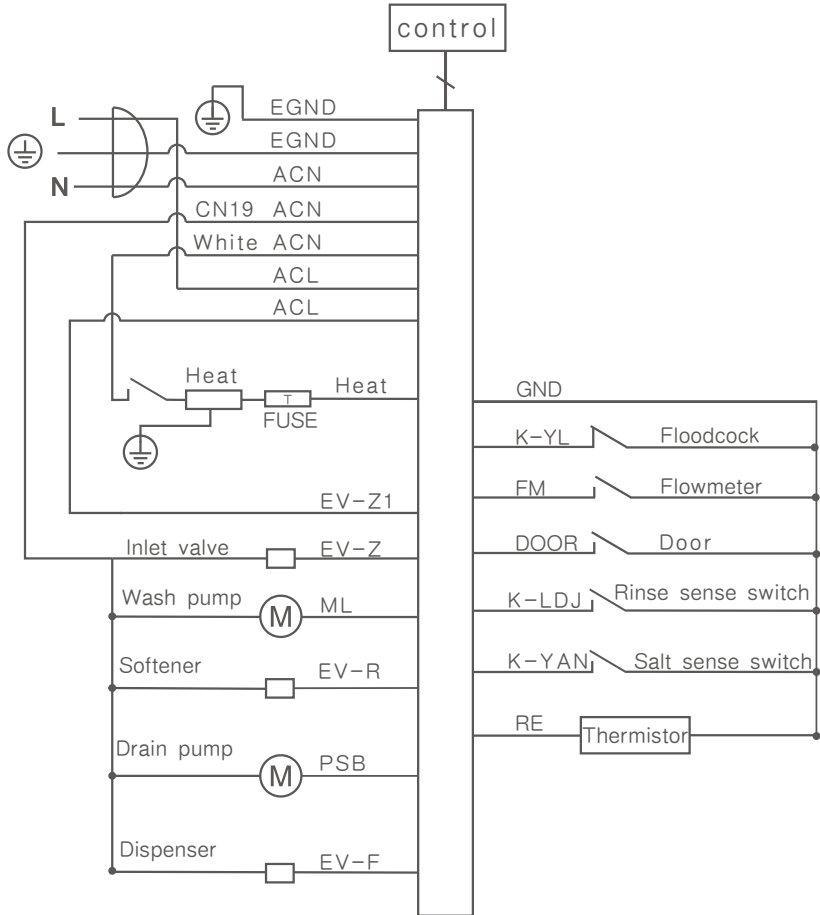 control
L
EGND
EGND
N
ACN
CN19 ACN
White ACN
ACL
ACL
Heat
T
FUSE
Heat
EV-Z1
Inlet valve
EV-Z
Wash pump
M
ML
Softener
EV-R
Drain pump
M
PSB
Dispenser
EV-F
GND
K-YL
Floodcock
FM
Flowmeter
DOOR
Door
K-LDJ
Rinse sense switch
K-YAN
Salt sense switch
RE
Thermistor